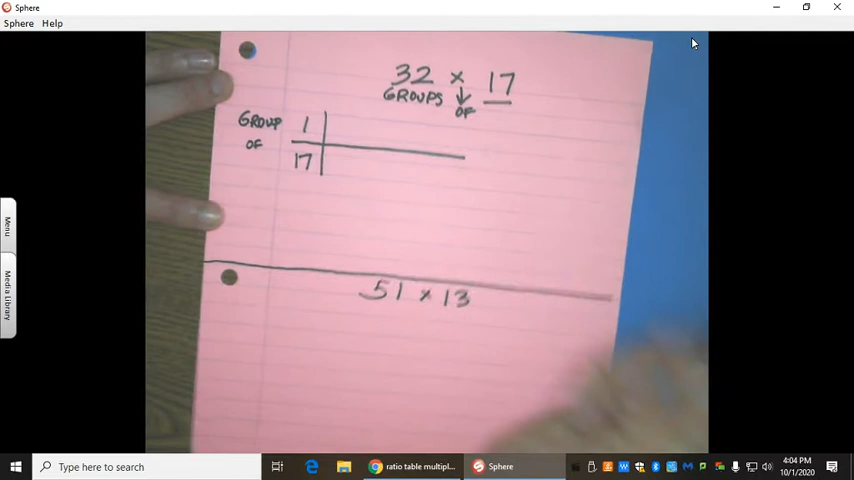 Sphere
Sphere Help
32 × 17
GROUPS OF
GROUP 1
OF 17
51 × 13
Menu
Media Library
Type here to search
ratio table multipl...
Sphere
4:04 PM
10/1/2020